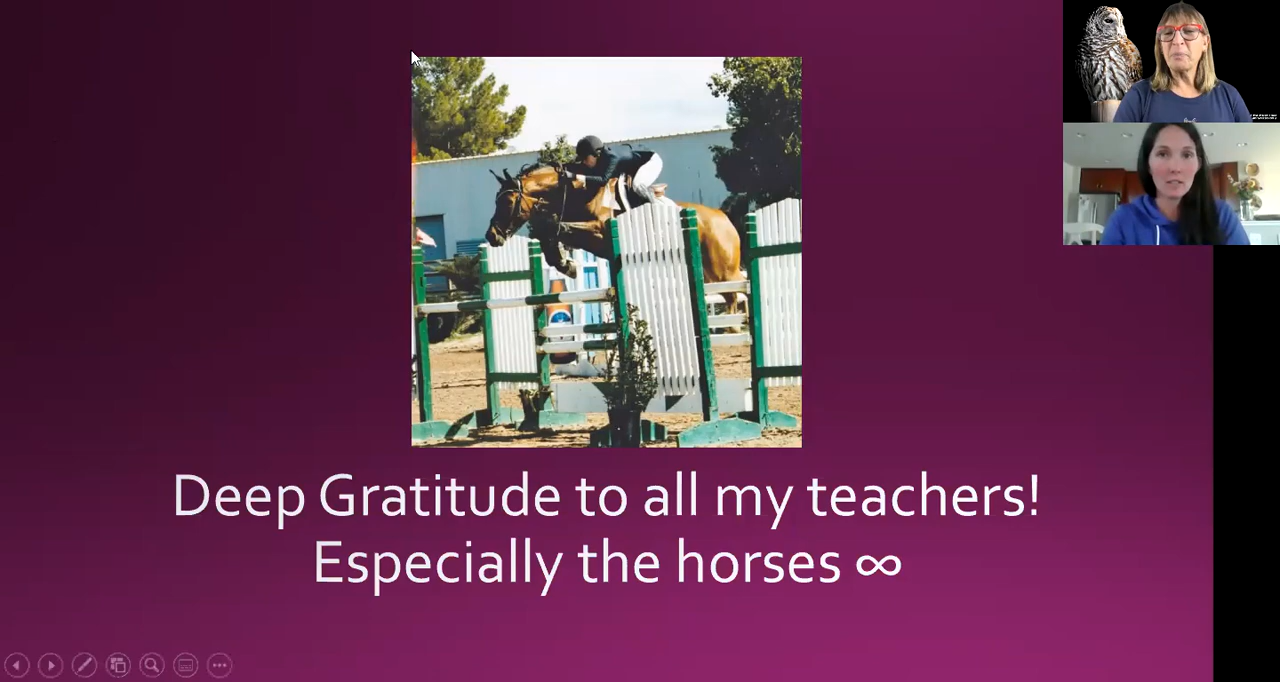 Deep Gratitude to all my teachers!
Especially the horses ∞